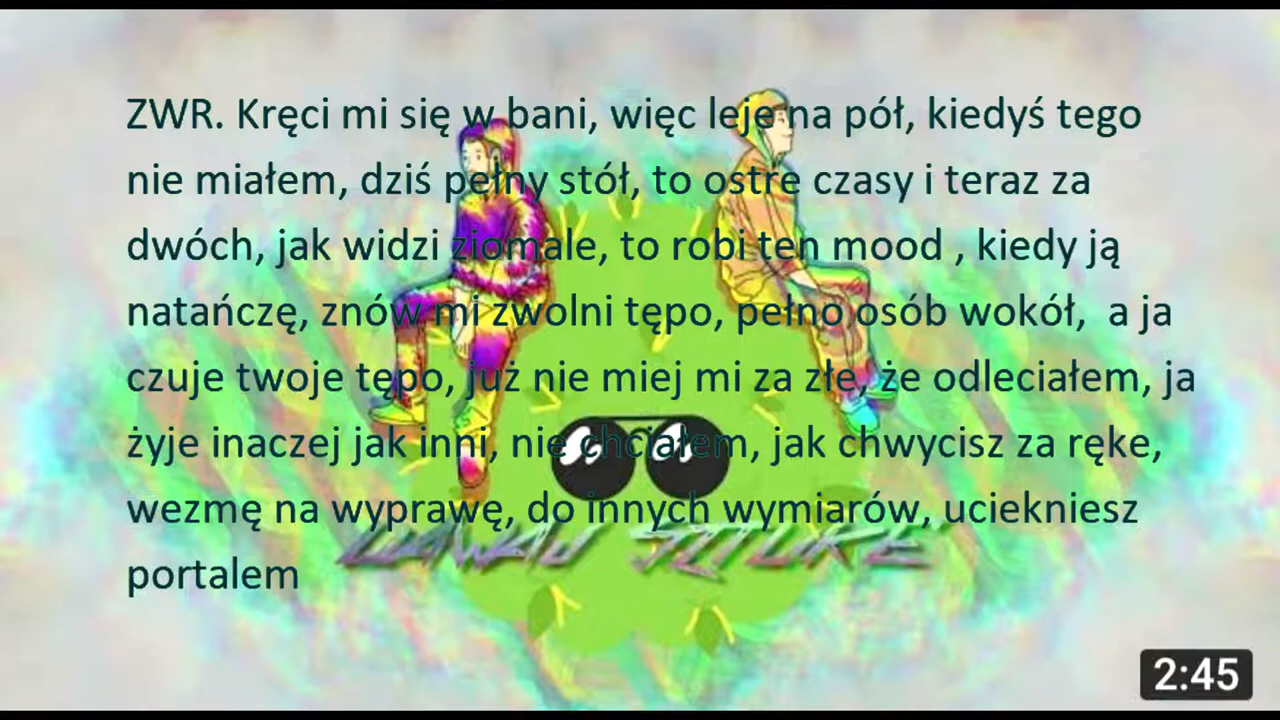 ZWR. Kręci mi się w bani, więc leje na pół, kiedyś tego
nie miałem, dziś pełny stół, to ostre czasy i teraz za
dwóch, jak widzi ziomale, to robi ten mood , kiedy ją
natańczę, znów mi zwolni tępo, pełno osób wokół, a ja
czuje twoje tępo, już nie miej mi za złe, że odleciałem, ja
żyje inaczej jak inni, nie chciałem, jak chwycisz za ręke,
wezmę na wyprawę, do innych wymiarów, uciekniesz
portalem
2:45